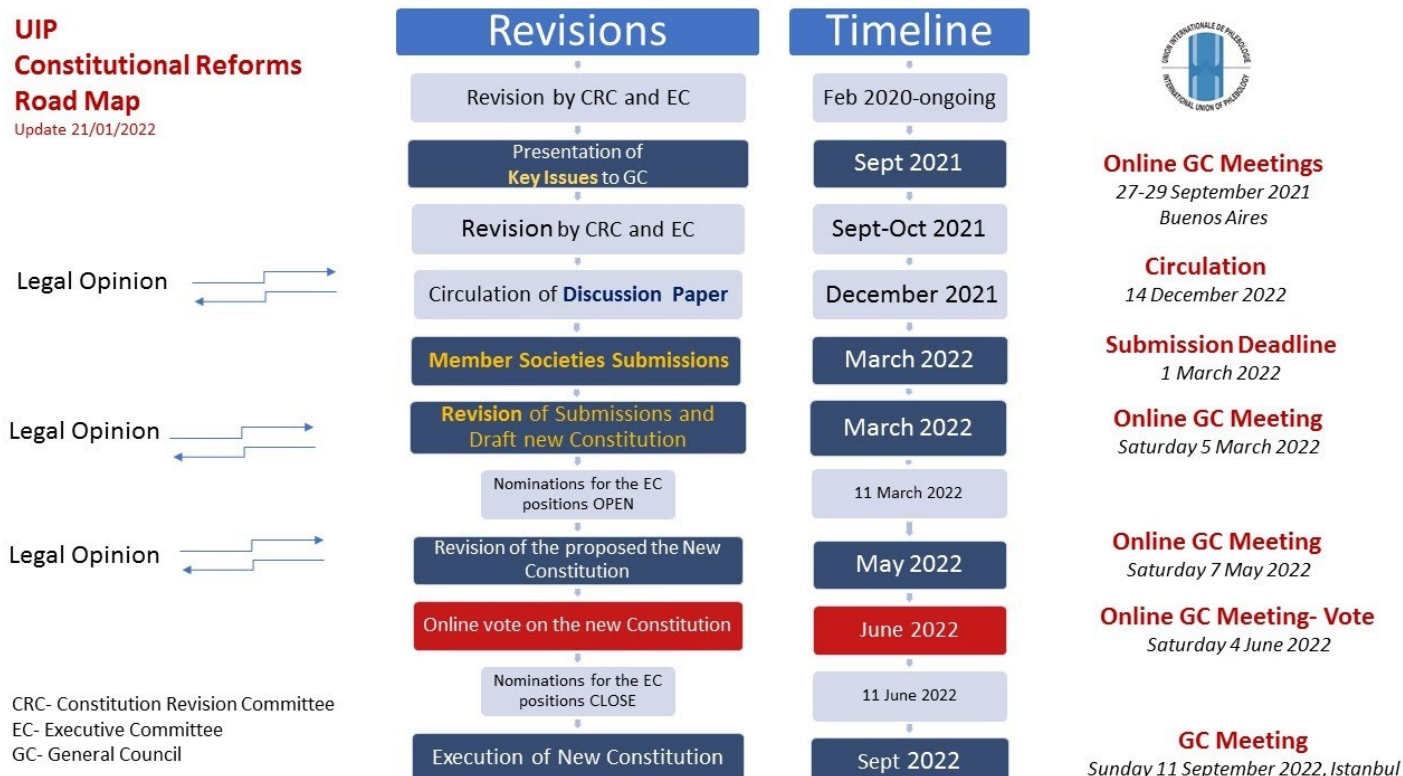 UIP
Constitutional Reforms
Road Map
Update 21/01/2022
Revisions
Timeline
UNION INTERNATIONALE DE PHLEBOLOGIE
INTERNATIONAL UNION OF PHLEBOLOGY
Revision by CRC and EC
Feb 2020-ongoing
Presentation of
Key Issues to GC
Sept 2021
Online GC Meetings
27-29 September 2021
Buenos Aires
Revision by CRC and EC
Sept-Oct 2021
Legal Opinion
Circulation of Discussion Paper
December 2021
Circulation
14 December 2022
Member Societies Submissions
March 2022
Submission Deadline
1 March 2022
Legal Opinion
Revision of Submissions and
Draft new Constitution
March 2022
Online GC Meeting
Saturday 5 March 2022
Nominations for the EC
positions OPEN
11 March 2022
Legal Opinion
Revision of the proposed the New
Constitution
May 2022
Online GC Meeting
Saturday 7 May 2022
Online vote on the new Constitution
June 2022
Online GC Meeting- Vote
Saturday 4 June 2022
Nominations for the EC
positions CLOSE
11 June 2022
CRC- Constitution Revision Committee
EC- Executive Committee
GC- General Council
Execution of New Constitution
Sept 2022
GC Meeting
Sunday 11 September 2022, Istanbul